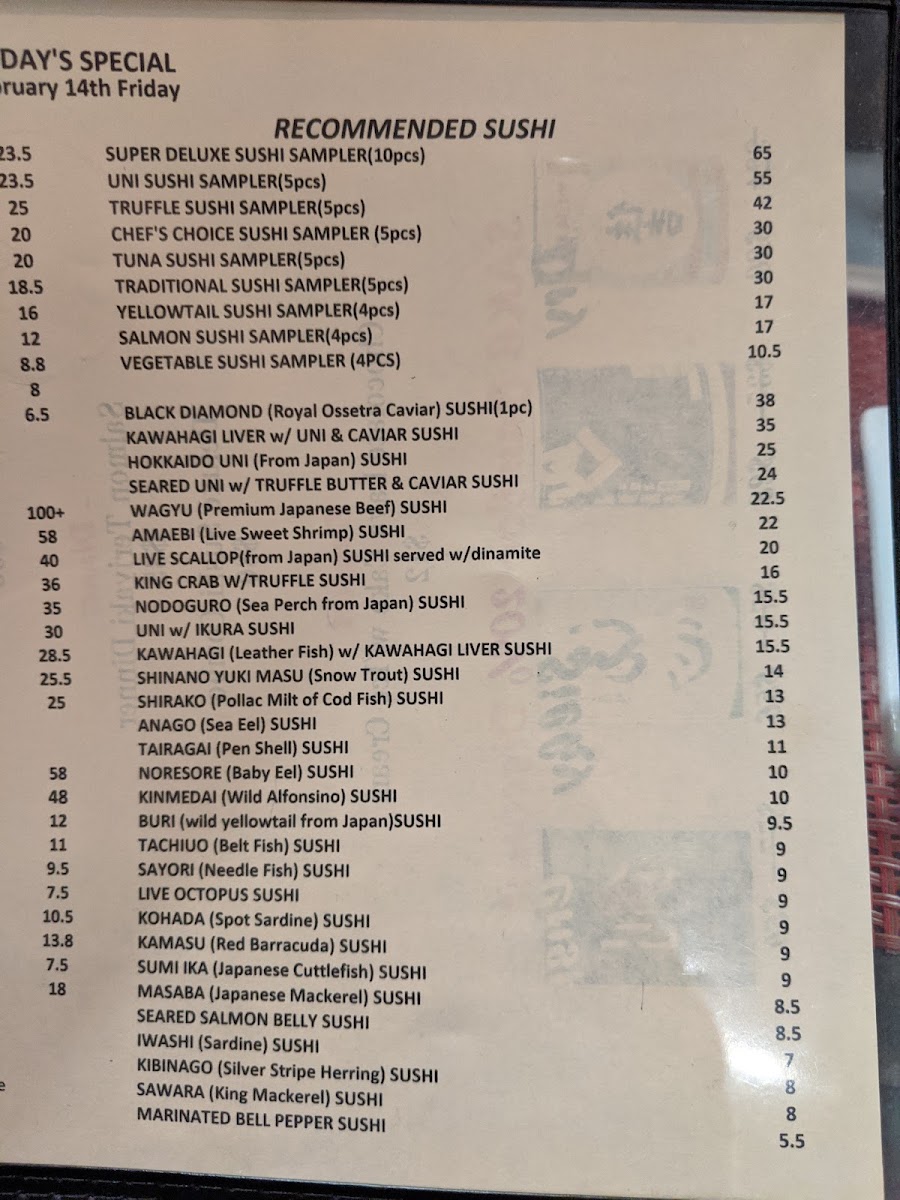 DAY'S SPECIAL
ruary 14th Friday
RECOMMENDED SUSHI
23.5 SUPER DELUXE SUSHI SAMPLER(10pcs) 65
23.5 UNI SUSHI SAMPLER(5pcs) 55
25 TRUFFLE SUSHI SAMPLER(5pcs) 42
20 CHEF'S CHOICE SUSHI SAMPLER (5pcs) 30
20 TUNA SUSHI SAMPLER(5pcs) 30
18.5 TRADITIONAL SUSHI SAMPLER(5pcs) 30
16 YELLOWTAIL SUSHI SAMPLER(4pcs) 17
12 SALMON SUSHI SAMPLER(4pcs) 17
8.8 VEGETABLE SUSHI SAMPLER (4PCS) 10.5
8
6.5 BLACK DIAMOND (Royal Ossetra Caviar) SUSHI(1pc) 38
KAWAHAGI LIVER w/ UNI & CAVIAR SUSHI 35
HOKKAIDO UNI (From Japan) SUSHI 25
SEARED UNI w/ TRUFFLE BUTTER & CAVIAR SUSHI 24
100+ WAGYU (Premium Japanese Beef) SUSHI 22.5
58 AMAEBI (Live Sweet Shrimp) SUSHI 22
40 LIVE SCALLOP(from Japan) SUSHI served w/dinamite 20
36 KING CRAB W/TRUFFLE SUSHI 16
35 NODOGURO (Sea Perch from Japan) SUSHI 15.5
30 UNI w/ IKURA SUSHI 15.5
28.5 KAWAHAGI (Leather Fish) w/ KAWAHAGI LIVER SUSHI 15.5
25.5 SHINANO YUKI MASU (Snow Trout) SUSHI 14
25 SHIRAKO (Pollac Milt of Cod Fish) SUSHI 13
ANAGO (Sea Eel) SUSHI 13
TAIRAGAI (Pen Shell) SUSHI 11
58 NORESORE (Baby Eel) SUSHI 10
48 KINMEDAI (Wild Alfonsino) SUSHI 10
12 BURI (wild yellowtail from Japan)SUSHI 9.5
11 TACHIUO (Belt Fish) SUSHI 9
9.5 SAYORI (Needle Fish) SUSHI 9
7.5 LIVE OCTOPUS SUSHI 9
10.5 KOHADA (Spot Sardine) SUSHI 9
13.8 KAMASU (Red Barracuda) SUSHI 9
7.5 SUMI IKA (Japanese Cuttlefish) SUSHI 9
18 MASABA (Japanese Mackerel) SUSHI 8.5
SEARED SALMON BELLY SUSHI 8.5
IWASHI (Sardine) SUSHI 7
KIBINAGO (Silver Stripe Herring) SUSHI 8
e SAWARA (King Mackerel) SUSHI 8
MARINATED BELL PEPPER SUSHI 5.5